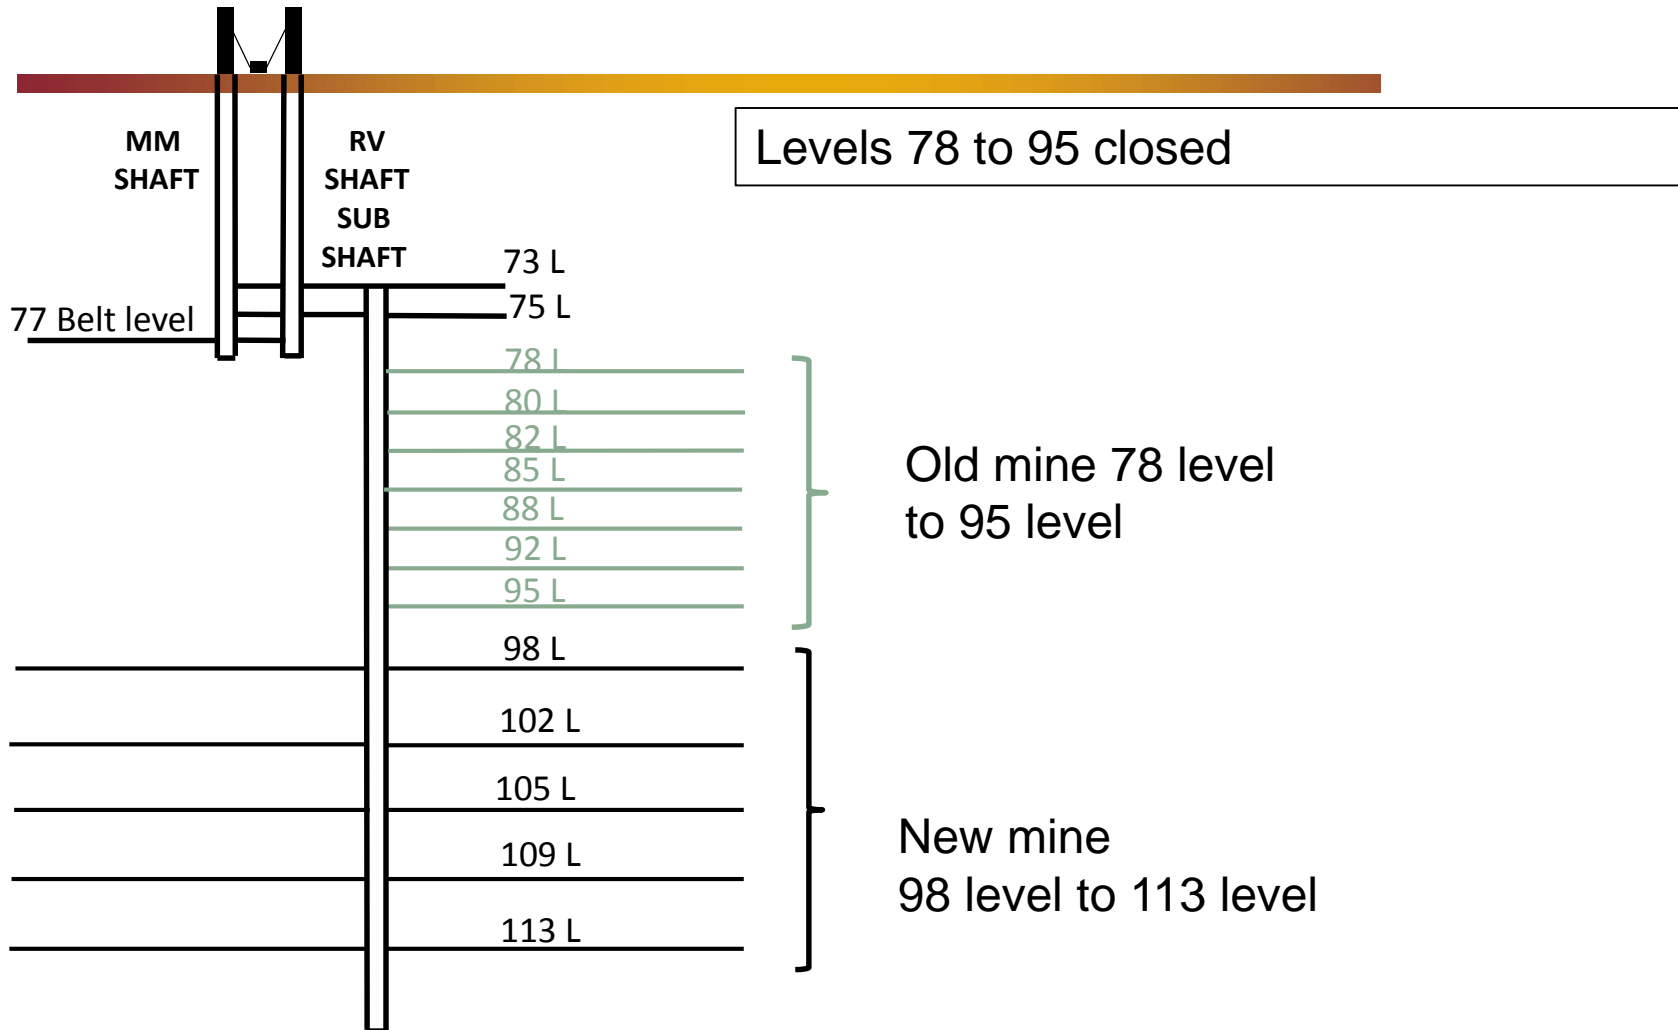 MM
SHAFT
RV
SHAFT
SUB
SHAFT
Levels 78 to 95 closed
73 L
75 L
77 Belt level
78 L
80 L
82 L
85 L
88 L
92 L
95 L
Old mine 78 level
to 95 level
98 L
102 L
105 L
109 L
113 L
New mine
98 level to 113 level